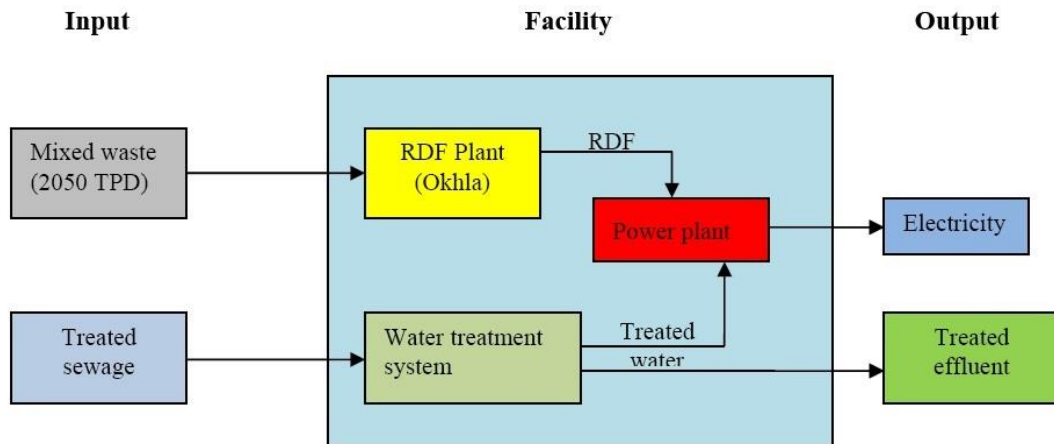 Input
Facility
Output
Mixed waste
(2050 TPD)
RDF Plant
(Okhla)
RDF
Power plant
Electricity
Treated
sewage
Water treatment
system
Treated
water
Treated
effluent